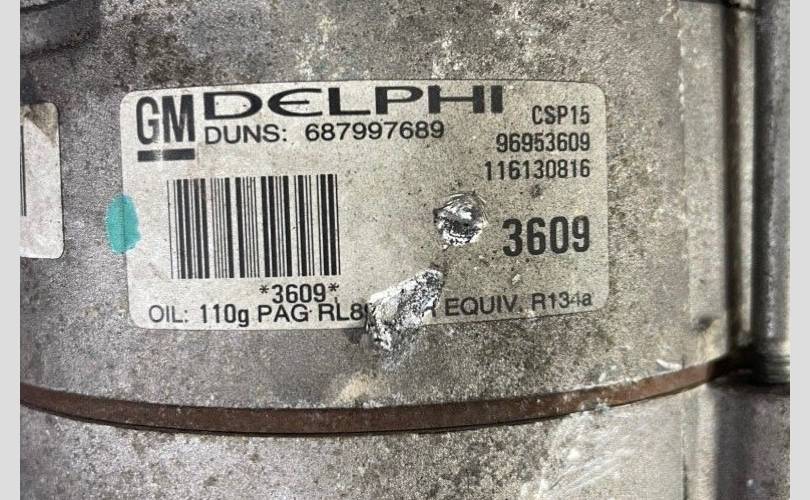 GM DELPHI CSP15
DUNS: 687997689 96953609
116130816
3609
*3609*
OIL: 110g PAG EQUIV. R134a